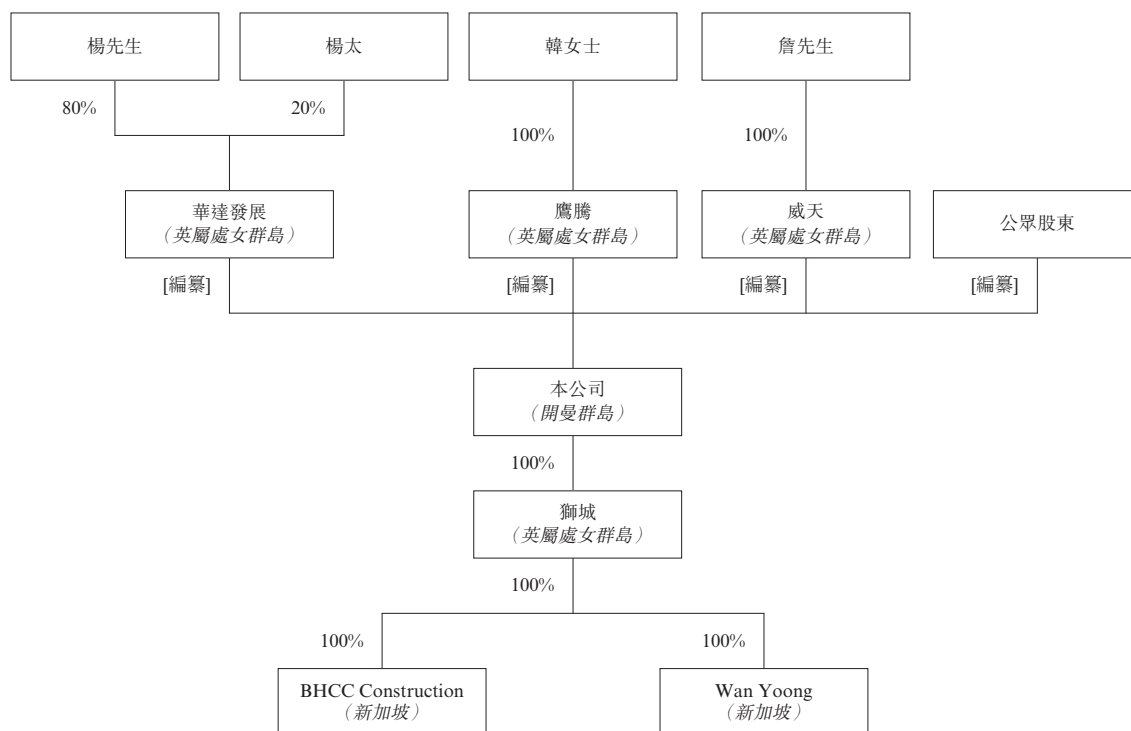 楊先生
楊太
韓女士
詹先生
80%
20%
100%
100%
華達發展
（英屬處女群島）
鷹騰
（英屬處女群島）
威天
（英屬處女群島）
公眾股東
[編纂]
[編纂]
[編纂]
[編纂]
本公司
（開曼群島）
100%
獅城
（英屬處女群島）
100%
100%
100%
BHCC Construction
（新加坡）
Wan Yoong
（新加坡）